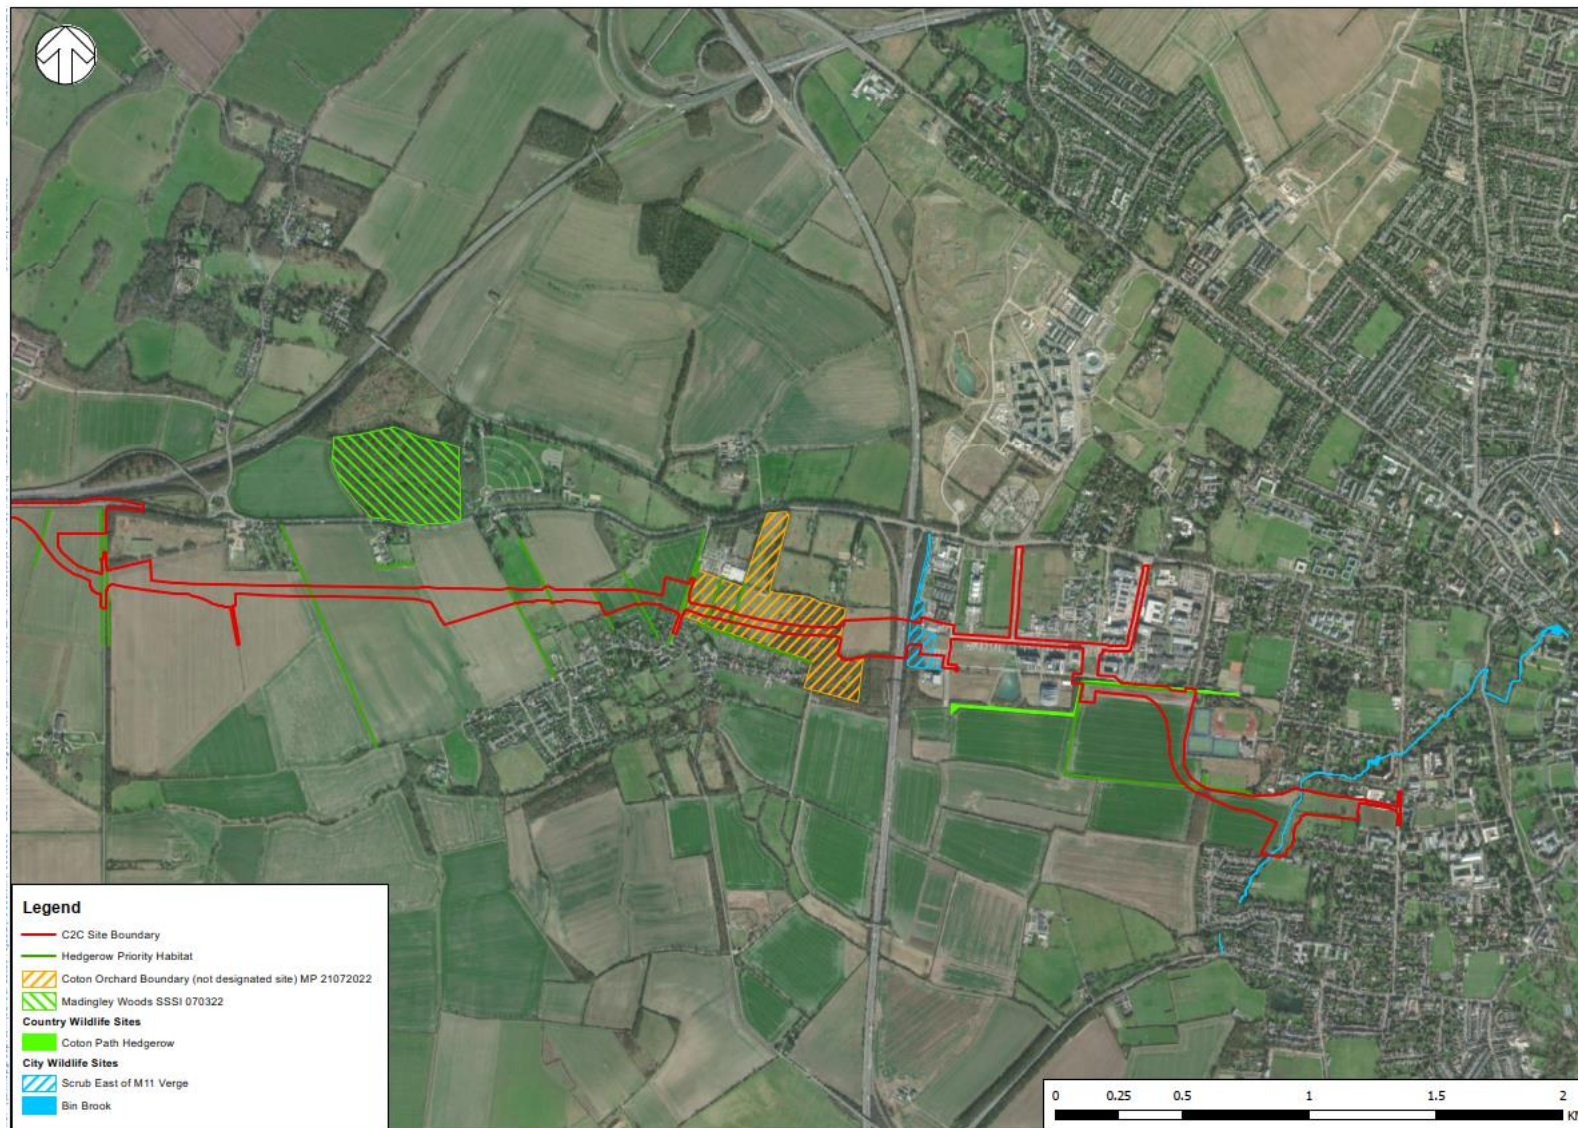 Legend
C2C Site Boundary
Hedgerow Priority Habitat
Coton Orchard Boundary (not designated site) MP 21072022
Madingley Woods SSSI 070322
Country Wildlife Sites
Coton Path Hedgerow
City Wildlife Sites
Scrub East of M11 Verge
Bin Brook
0 0.25 0.5 1 1.5 2